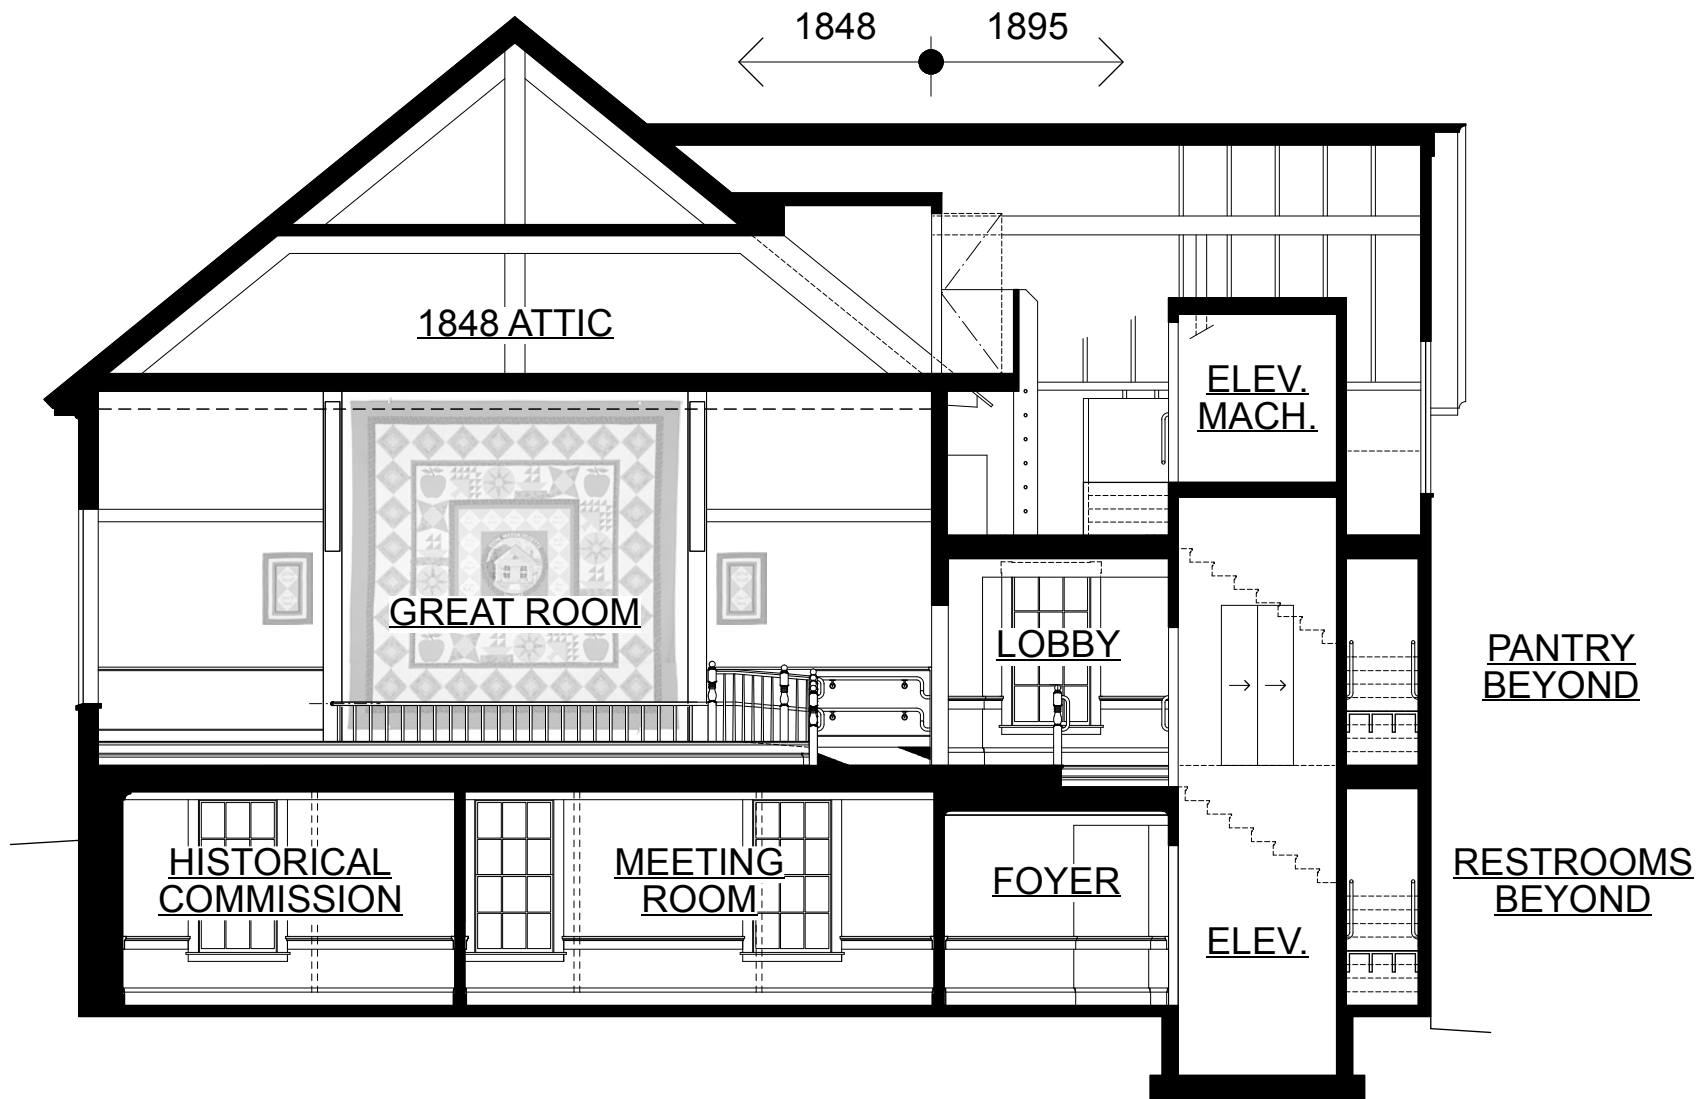 1848 1895
1848 ATTIC
ELEV.
MACH.
GREAT ROOM
LOBBY
PANTRY
BEYOND
HISTORICAL
COMMISSION
MEETING
ROOM
FOYER
ELEV.
RESTROOMS
BEYOND